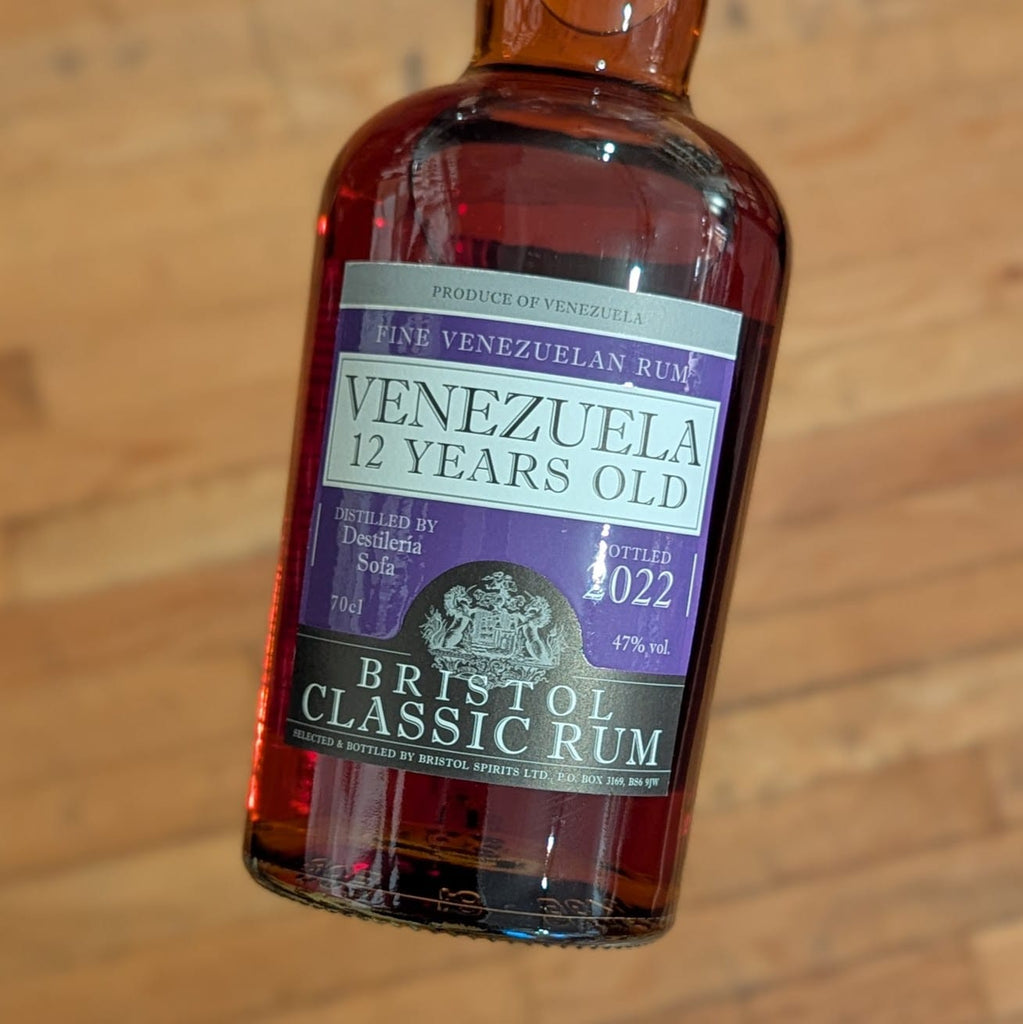 PRODUCE OF VENEZUELA
FINE VENEZUELAN RUM
VENEZUELA
12 YEARS OLD
DISTILLED BY
Destilería
Sofa
70cl
BOTTLED
2022
47% vol.
BRISTOL
CLASSIC RUM
SELECTED & BOTTLED BY BRISTOL SPIRITS LTD., P.O. BOX 3169, BS6 9JW